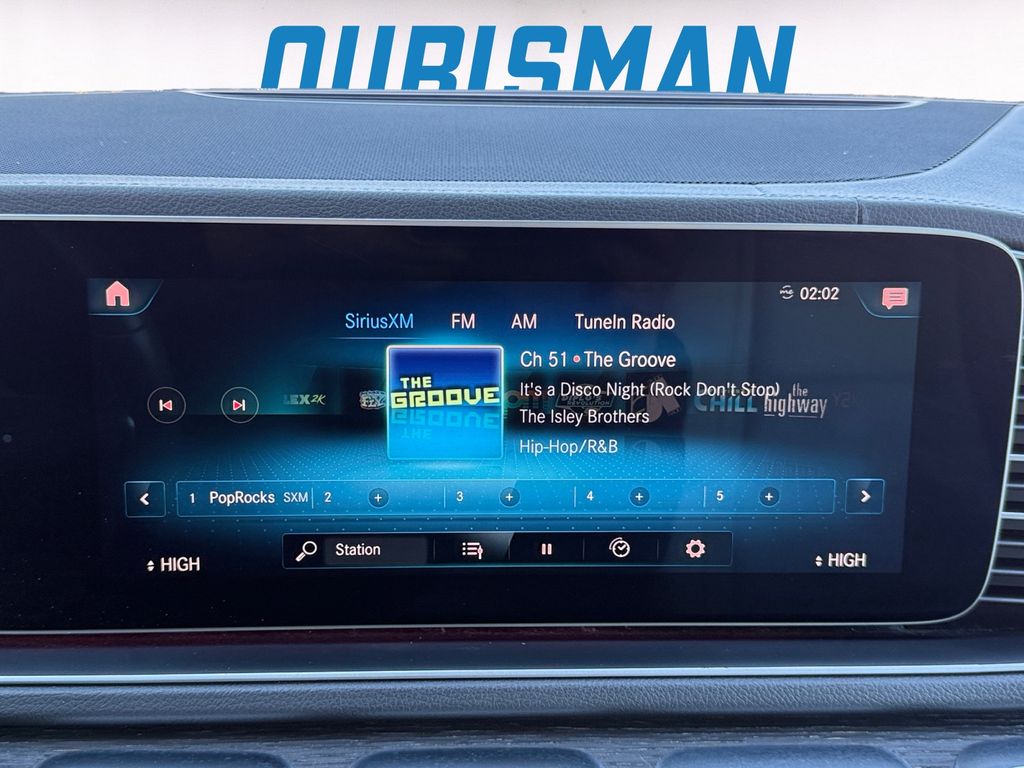 OURISMAN
me 02:02
SiriusXM FM AM TuneIn Radio
Ch 51 • The Groove
It's a Disco Night (Rock Don't Stop)
The Isley Brothers
Hip-Hop/R&B
THE
GROOVE
CHILL
the
highway
1 PopRocks SXM 2 + 3 + 4 + 5 +
Station
HIGH HIGH